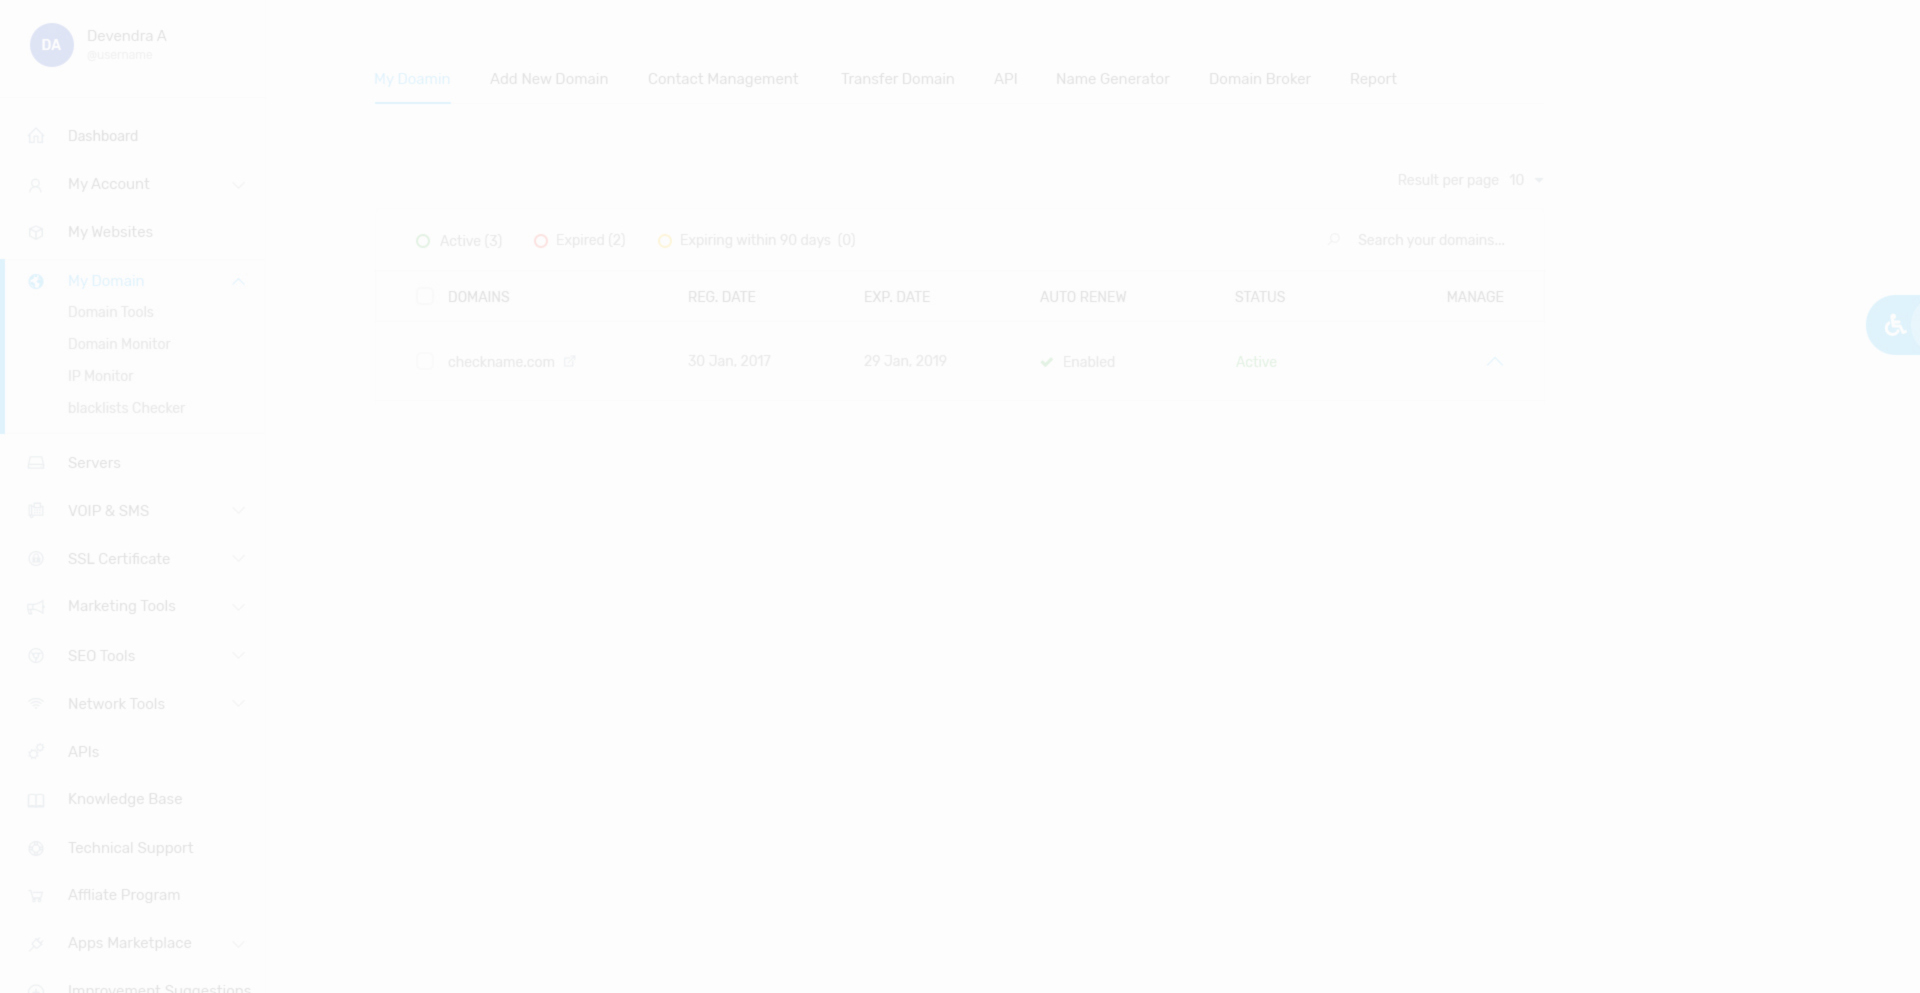 DA
Devendra A
@username
My Doamin Add New Domain Contact Management Transfer Domain API Name Generator Domain Broker Report
Dashboard
My Account
My Websites
My Domain
Domain Tools
Domain Monitor
IP Monitor
blacklists Checker
Servers
VOIP & SMS
SSL Certificate
Marketing Tools
SEO Tools
Network Tools
APIs
Knowledge Base
Technical Support
Affliate Program
Apps Marketplace
Improvement Suggestions
Result per page 10
Active (3) Expired (2) Expiring within 90 days (0) Search your domains...
DOMAINS REG. DATE EXP. DATE AUTO RENEW STATUS MANAGE
checkname.com 30 Jan, 2017 29 Jan, 2019 Enabled Active